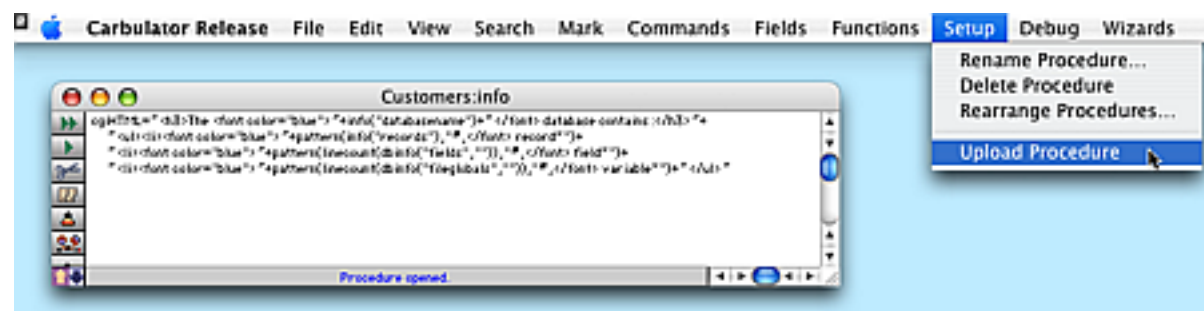 Carbulator Release File Edit View Search Mark Commands Fields Functions Setup Debug Wizards
Rename Procedure...
Delete Procedure
Rearrange Procedures...
Upload Procedure
Customers:info
cgiHTML="<h3>The <font color="blue">"+info("databasename")+"</font> database contains:</h3>"+
"<ul><li><font color="blue">"+pattern(info("records"),"#,</font> record~")+
"<li><font color="blue">"+pattern(linecount(dbinfo("fields","")),"#,</font> field~")+
"<li><font color="blue">"+pattern(linecount(dbinfo("fileglobals","")),"#,</font> variable~")+"</ul>"
Procedure opened.